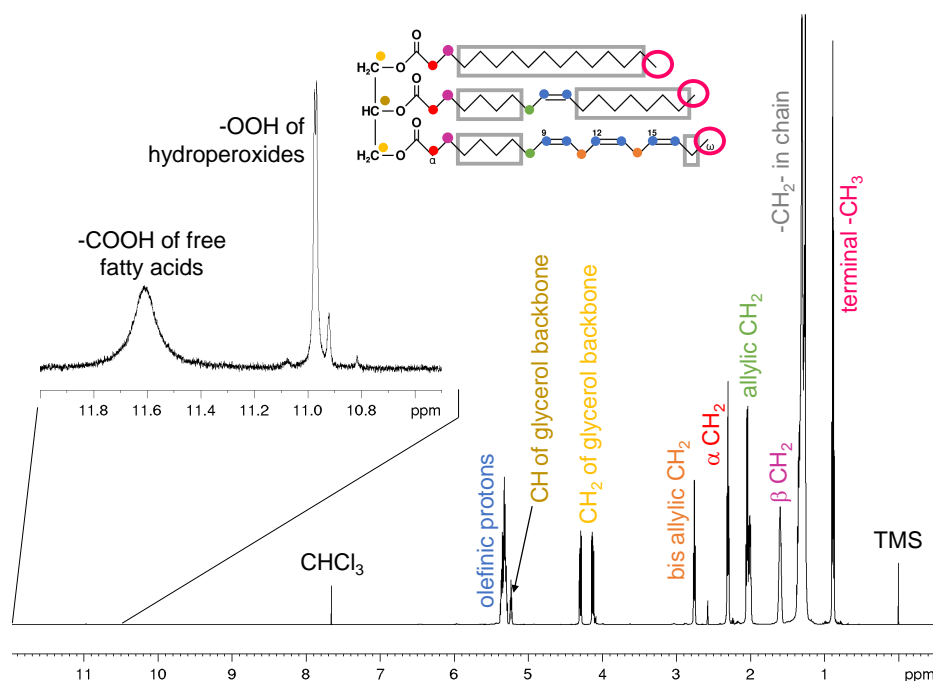 O
H₂C
O
O
HC
O
O
9
12
15
H₂C
O
α
ω
-OOH of
hydroperoxides
-COOH of free
fatty acids
11.8
11.6
11.4
11.2
11.0
10.8
ppm
olefinic protons
CH of glycerol backbone
CH₂ of glycerol backbone
bis allylic CH₂
α CH₂
allylic CH₂
β CH₂
-CH₂- in chain
terminal -CH₃
CHCl₃
TMS
11
10
9
8
7
6
5
4
3
2
1
ppm